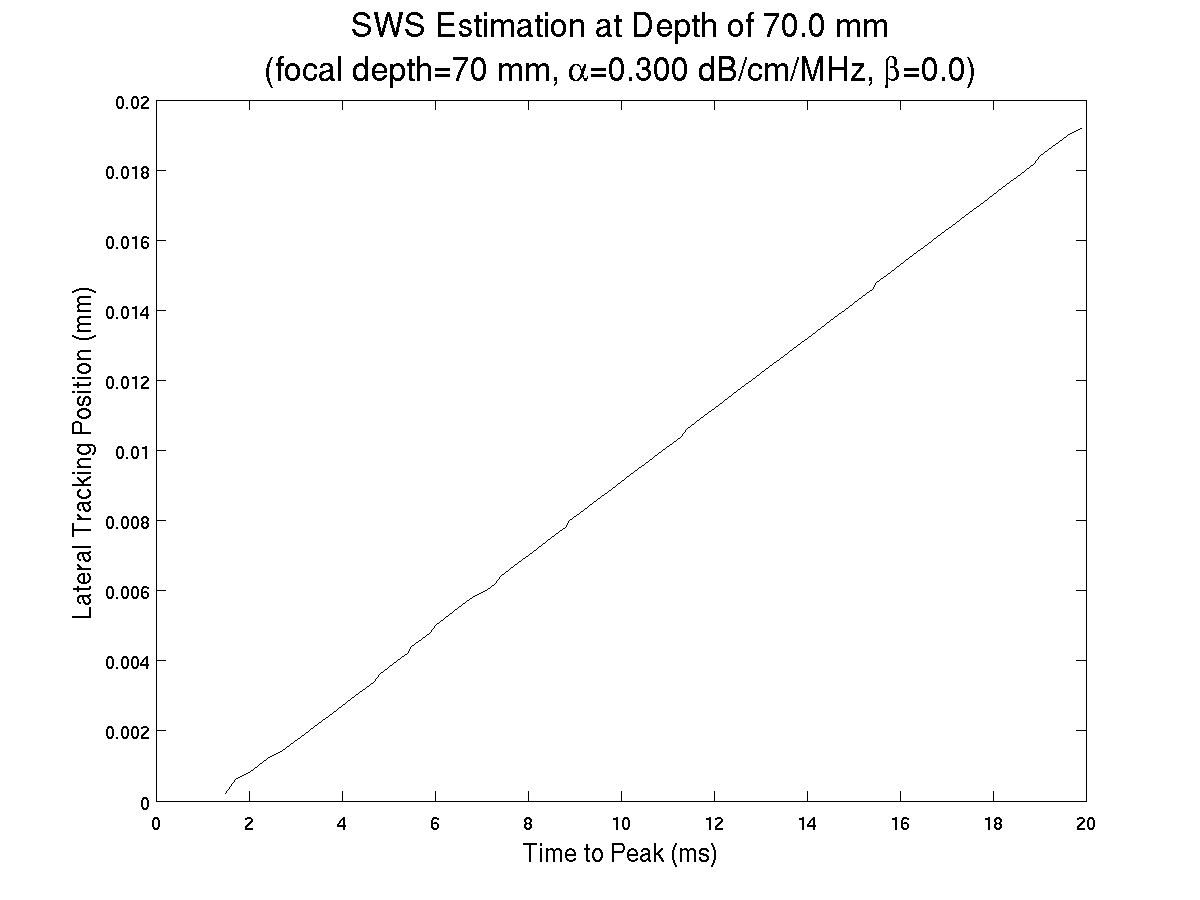 SWS Estimation at Depth of 70.0 mm
(focal depth=70 mm, α=0.300 dB/cm/MHz, β=0.0)
0.02
0.018
0.016
0.014
0.012
0.01
0.008
0.006
0.004
0.002
0
Lateral Tracking Position (mm)
0 2 4 6 8 10 12 14 16 18 20
Time to Peak (ms)